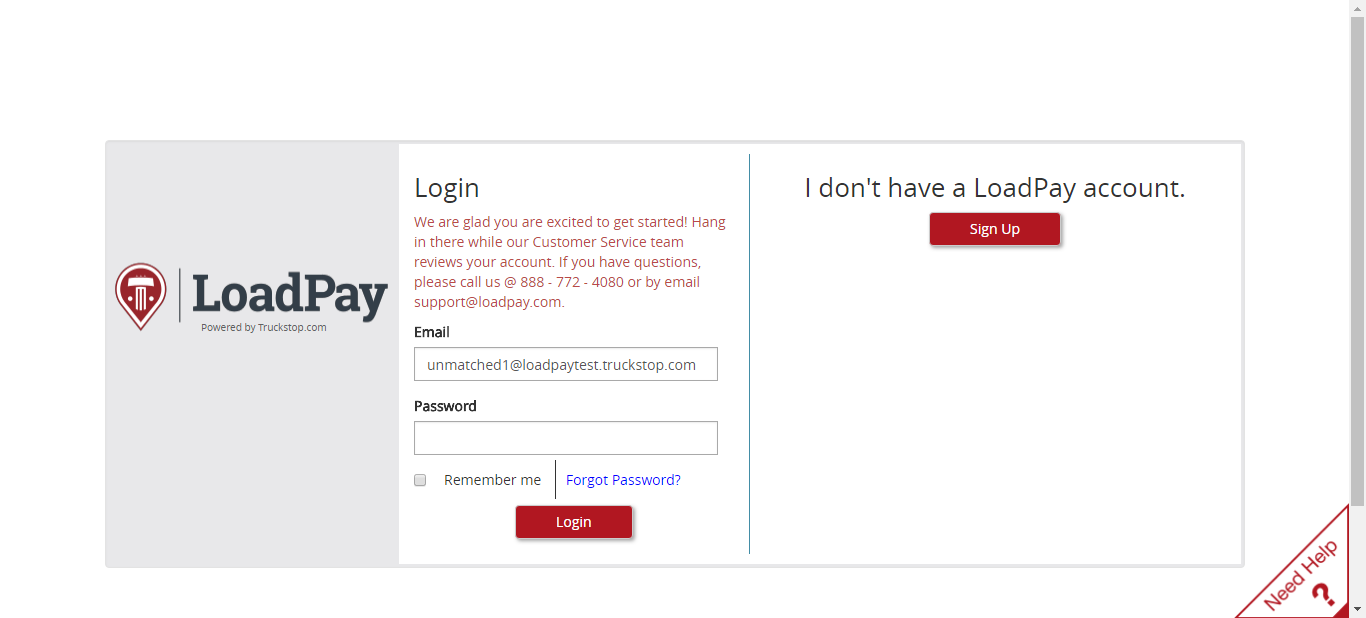 LoadPay
Powered by Truckstop.com
Login
We are glad you are excited to get started! Hang
in there while our Customer Service team
reviews your account. If you have questions,
please call us @ 888 - 772 - 4080 or by email
support@loadpay.com.
Email
unmatched1@loadpaytest.truckstop.com
Password
Remember me
Forgot Password?
Login
I don't have a LoadPay account.
Sign Up
Need Help
?